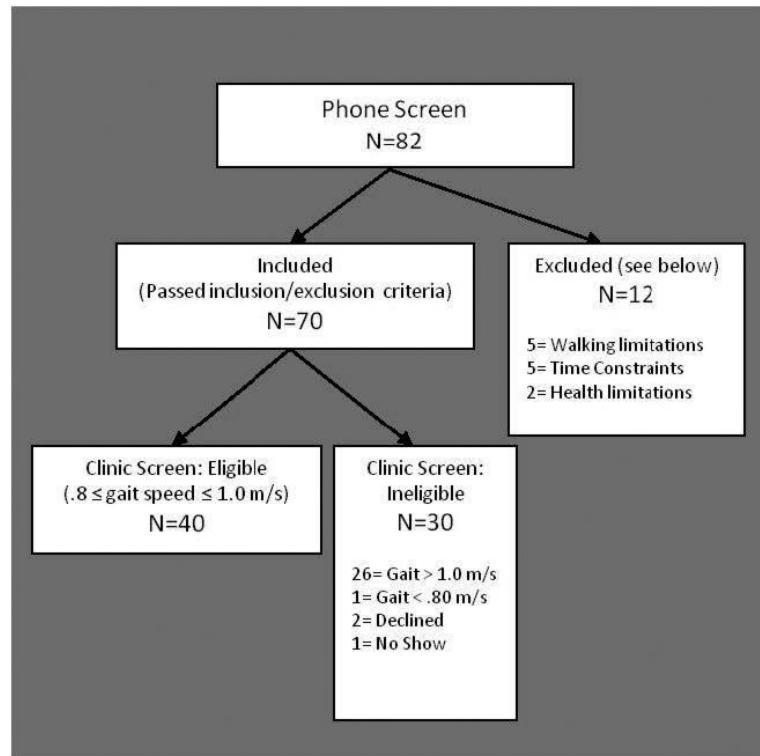 Phone Screen
N=82
Included
(Passed inclusion/exclusion criteria)
N=70
Excluded (see below)
N=12
5= Walking limitations
5= Time Constraints
2= Health limitations
Clinic Screen: Eligible
(.8 ≤ gait speed ≤ 1.0 m/s)
N=40
Clinic Screen:
Ineligible
N=30
26= Gait > 1.0 m/s
1= Gait < .80 m/s
2= Declined
1= No Show